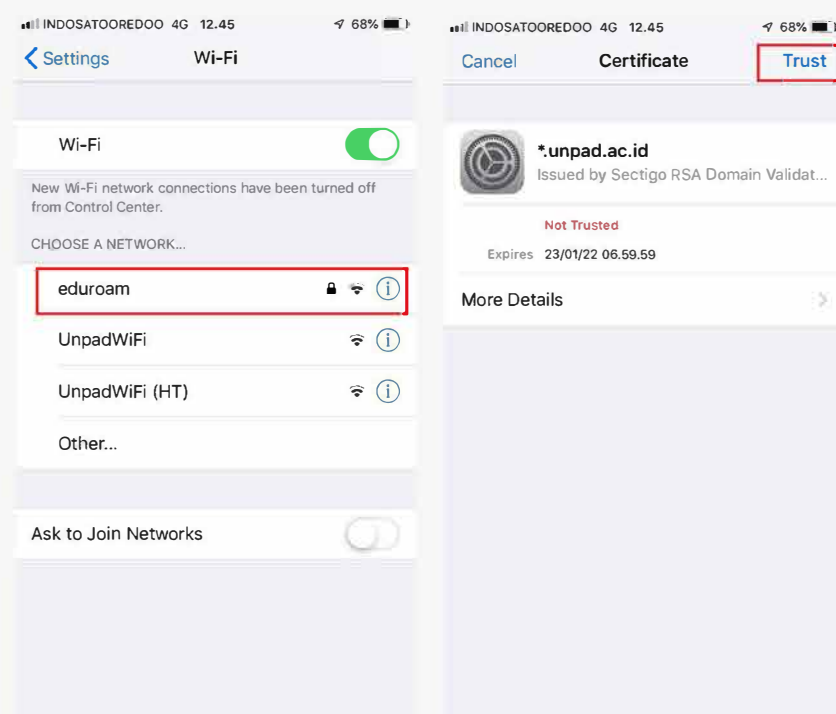 INDOSATOOREDOO 4G 12.45 68%
Settings Wi-Fi
Wi-Fi
New Wi-Fi network connections have been turned off
from Control Center.
CHOOSE A NETWORK...
eduroam
UnpadWiFi
UnpadWiFi (HT)
Other...
Ask to Join Networks
INDOSATOOREDOO 4G 12.45 68%
Cancel Certificate Trust
*.unpad.ac.id
Issued by Sectigo RSA Domain Validat...
Not Trusted
Expires 23/01/22 06.59.59
More Details